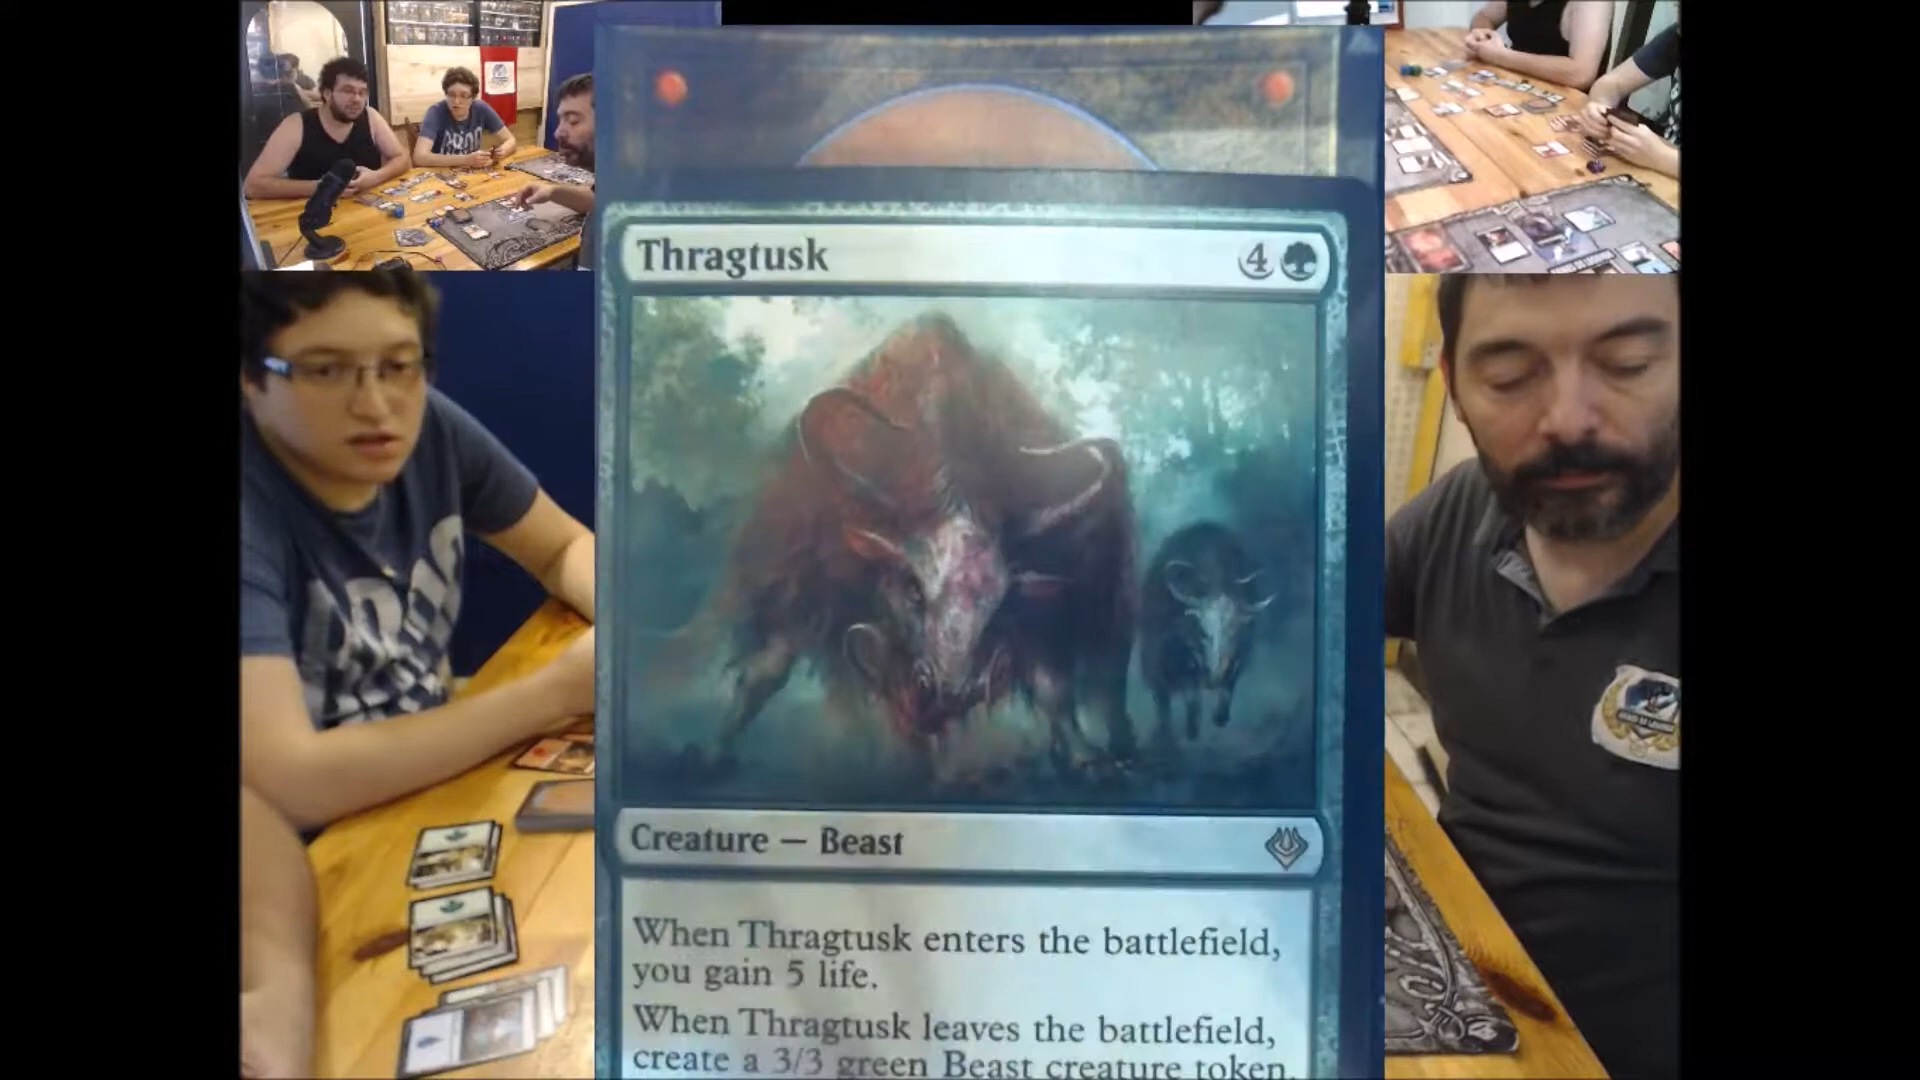 Thragtusk
4
Creature — Beast
When Thragtusk enters the battlefield,
you gain 5 life.
When Thragtusk leaves the battlefield,
create a 3/3 green Beast creature token.